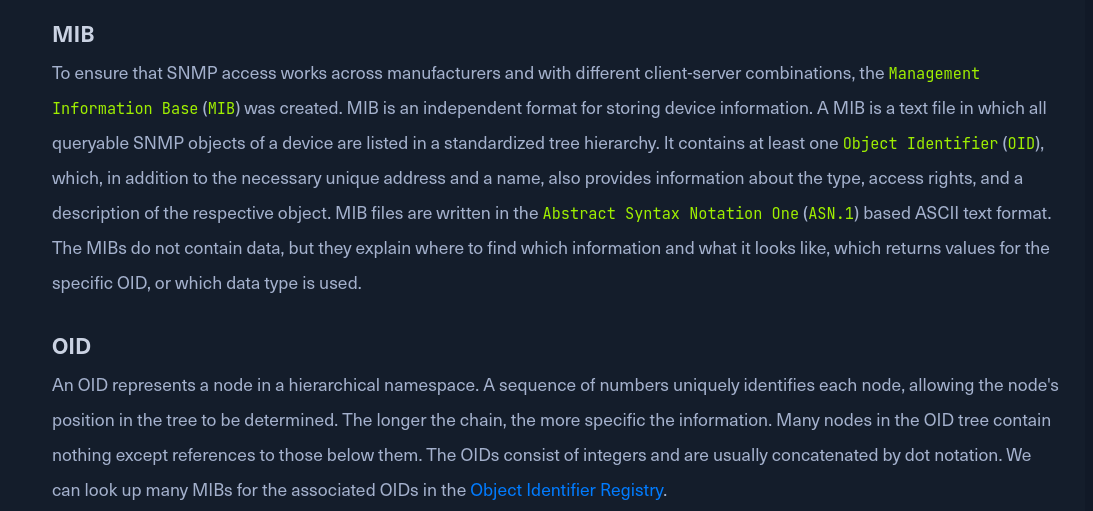 MIB
To ensure that SNMP access works across manufacturers and with different client-server combinations, the Management
Information Base (MIB) was created. MIB is an independent format for storing device information. A MIB is a text file in which all
queryable SNMP objects of a device are listed in a standardized tree hierarchy. It contains at least one Object Identifier (OID),
which, in addition to the necessary unique address and a name, also provides information about the type, access rights, and a
description of the respective object. MIB files are written in the Abstract Syntax Notation One (ASN.1) based ASCII text format.
The MIBs do not contain data, but they explain where to find which information and what it looks like, which returns values for the
specific OID, or which data type is used.
OID
An OID represents a node in a hierarchical namespace. A sequence of numbers uniquely identifies each node, allowing the node's
position in the tree to be determined. The longer the chain, the more specific the information. Many nodes in the OID tree contain
nothing except references to those below them. The OIDs consist of integers and are usually concatenated by dot notation. We
can look up many MIBs for the associated OIDs in the Object Identifier Registry.